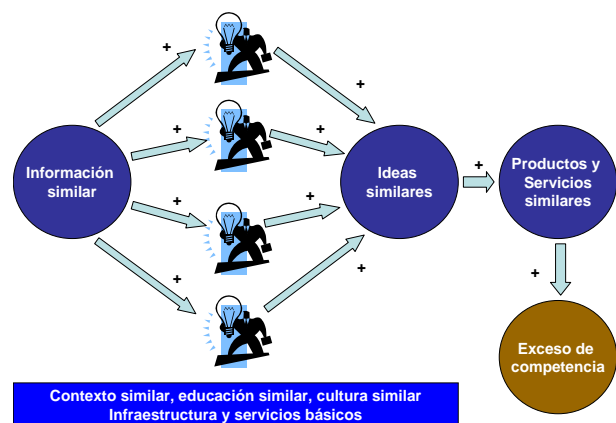 +
+
+
+
+
+
+
+
Información
similar
Ideas
similares
+
Productos y
Servicios
similares
+
Exceso de
competencia
Contexto similar, educación similar, cultura similar
Infraestructura y servicios básicos